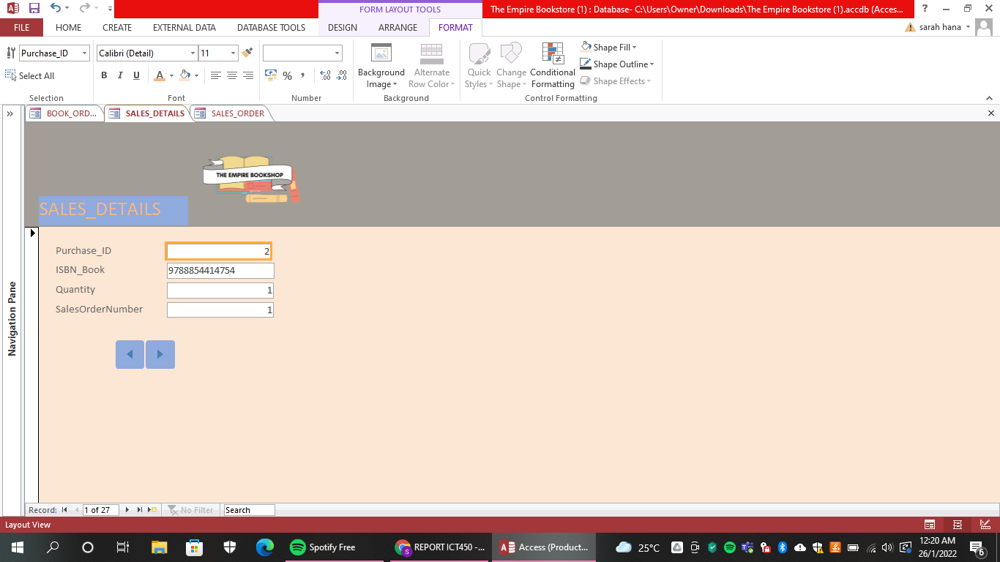 FORM LAYOUT TOOLS
The Empire Bookstore (1) : Database- C:\Users\Owner\Downloads\The Empire Bookstore (1).accdb (Acces...
?
FILE HOME CREATE EXTERNAL DATA DATABASE TOOLS DESIGN ARRANGE FORMAT sarah hana
Purchase_ID Calibri (Detail) 11
Select All B I U A % , .00 .00
Background Image
Alternate Row Color
Quick Styles
Change Shape
Conditional Formatting
Shape Fill
Shape Outline
Shape Effects
Selection Font Number Background Control Formatting
BOOK_ORD... SALES_DETAILS SALES_ORDER
THE EMPIRE BOOKSHOP
SALES_DETAILS
Purchase_ID 2
ISBN_Book 9788854414754
Quantity 1
SalesOrderNumber 1
Navigation Pane
Record: 1 of 27 No Filter Search
Layout View
Spotify Free REPORT ICT450 -... Access (Product... 25°C 12:20 AM
26/1/2022 6